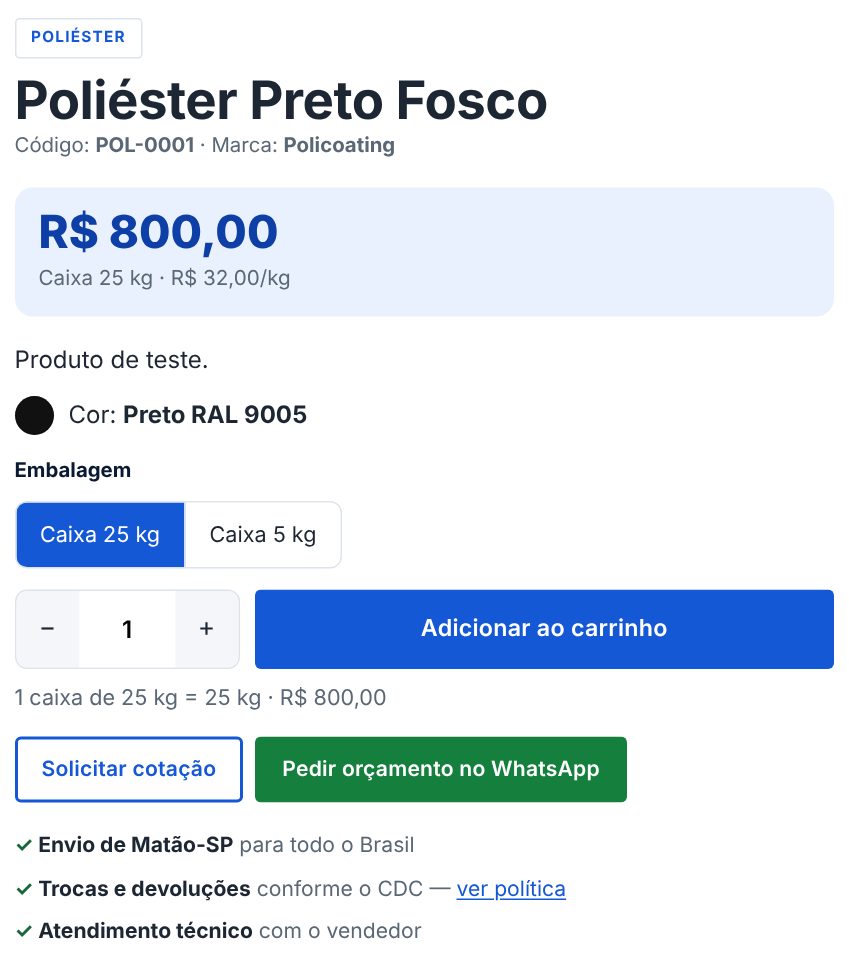 POLIÉSTER
Poliéster Preto Fosco
Código: POL-0001 · Marca: Policoating
R$ 800,00
Caixa 25 kg · R$ 32,00/kg
Produto de teste.
Cor: Preto RAL 9005
Embalagem
Caixa 25 kg Caixa 5 kg
− 1 + Adicionar ao carrinho
1 caixa de 25 kg = 25 kg · R$ 800,00
Solicitar cotação Pedir orçamento no WhatsApp
✓ Envio de Matão-SP para todo o Brasil
✓ Trocas e devoluções conforme o CDC — ver política
✓ Atendimento técnico com o vendedor